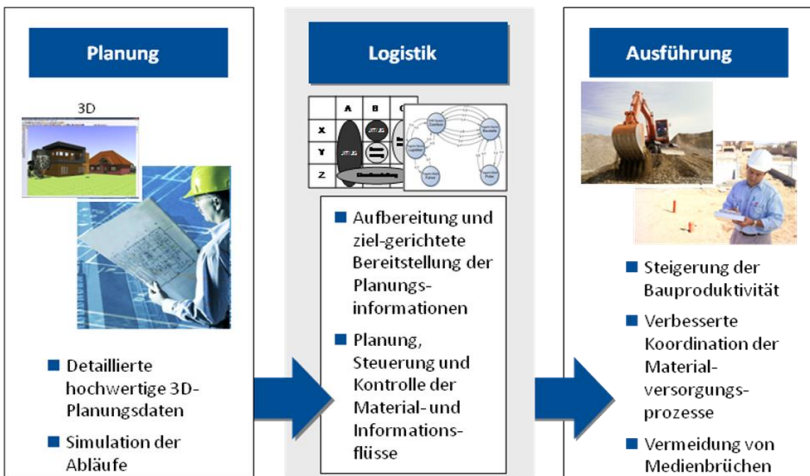 Planung
3D
Detaillierte
hochwertige 3D-
Planungsdaten
Simulation der
Abläufe
Logistik
A B
X
Y
Z
Aufbereitung und
ziel-gerichtete
Bereitstellung der
Planungs-
informationen
Planung,
Steuerung und
Kontrolle der
Material- und
Informations-
flüsse
Ausführung
Steigerung der
Bauproduktivität
Verbesserte
Koordination der
Material-
versorgungs-
prozesse
Vermeidung von
Medienbrüchen